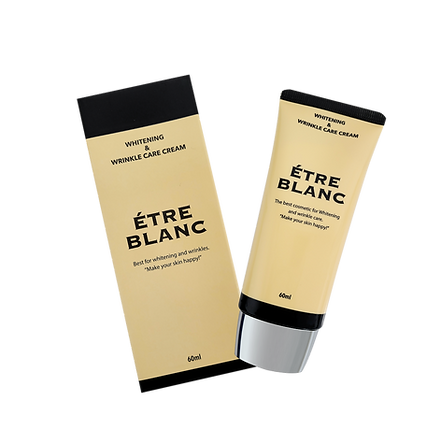 WHITENING
&
WRINKLE CARE CREAM
ÉTRE
BLANC
Best for whitening and wrinkles.
"Make your skin happy!"
60ml
WHITENING
&
WRINKLE CARE CREAM
ÉTRE
BLANC
The best cosmetic for Whitening
and wrinkle care.
"Make your skin happy!"
60ml